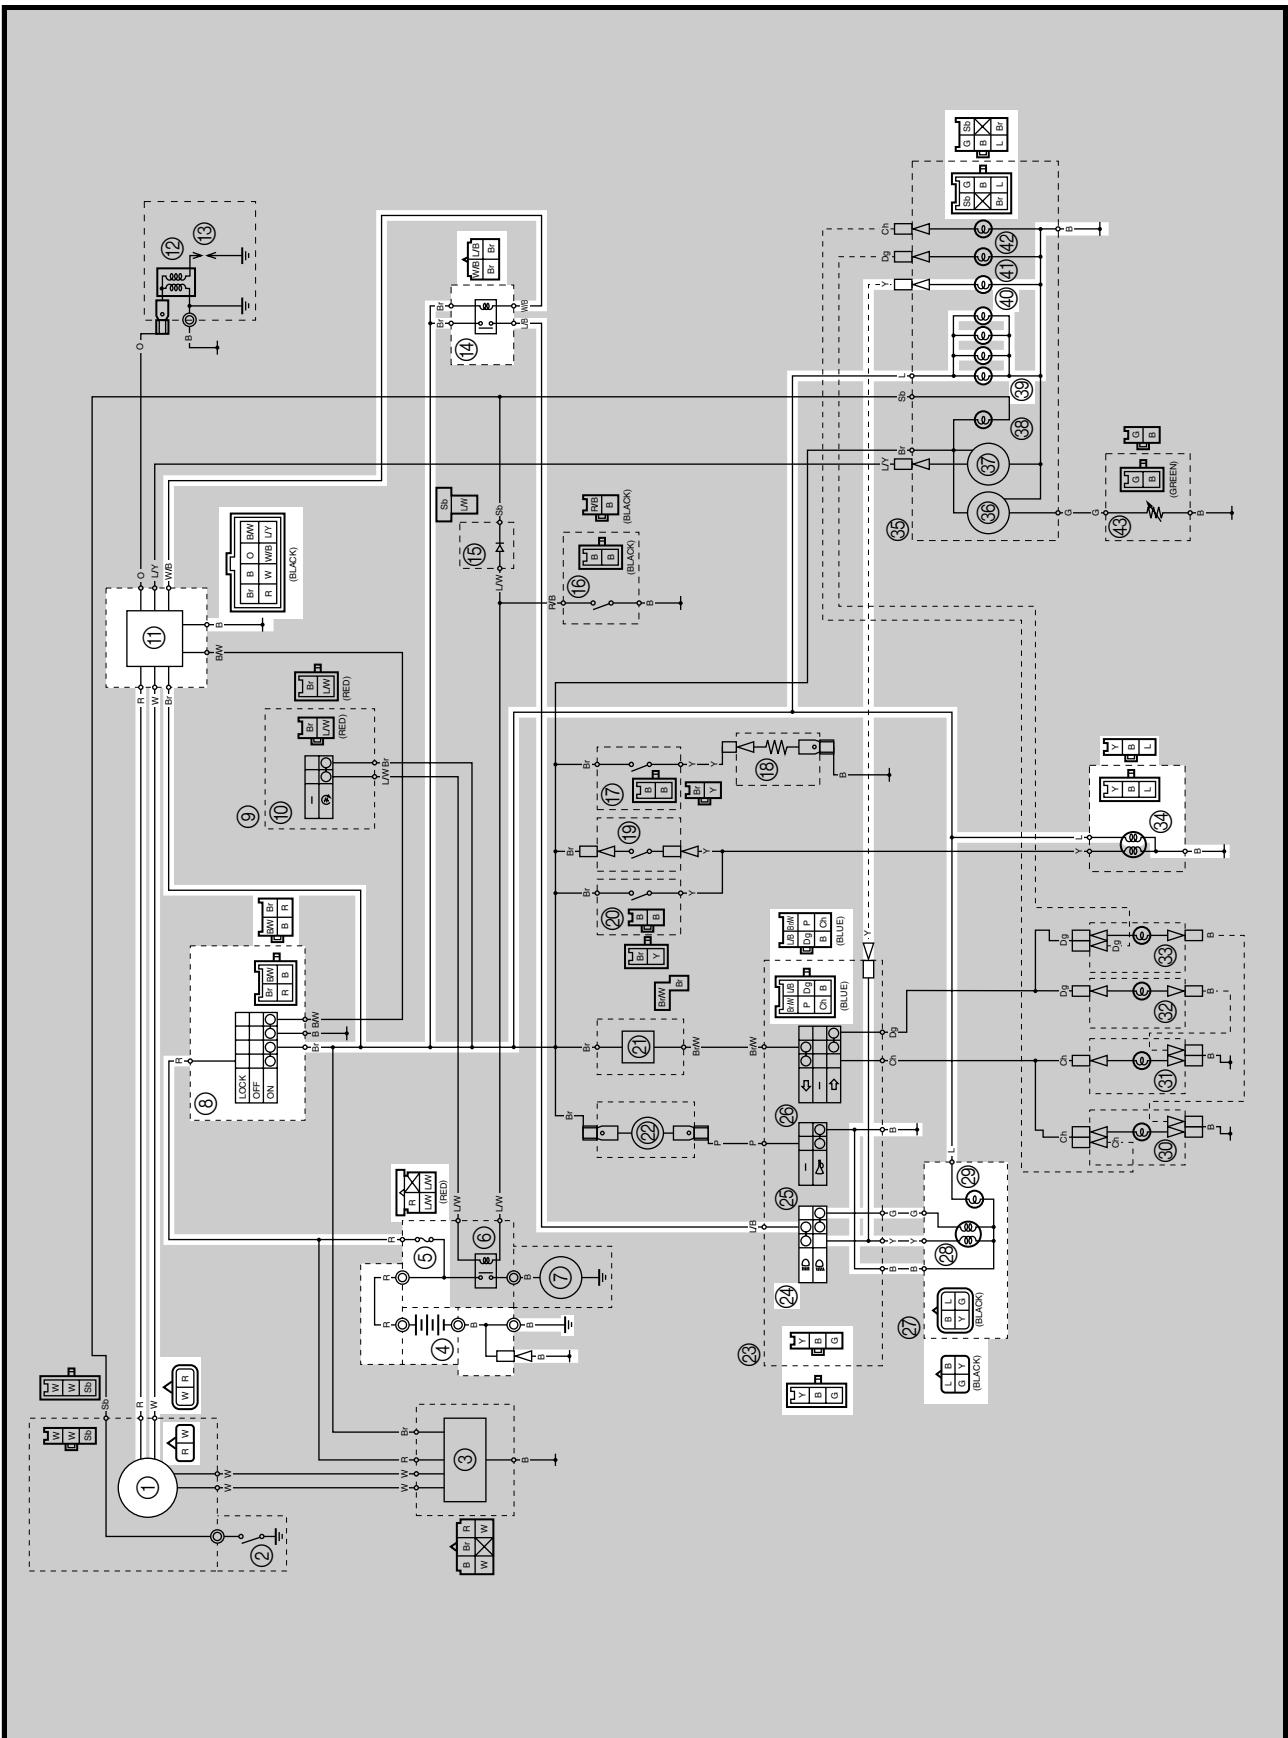 Sb
G
B
Br
L
Sb
G
B
Br
L
Ch
Dg
Y
12
13
42
41
40
B
W/B
L/B
Br
Br
O
B
Br
Br
W/B
L/B
14
L
39
Sb
38
Br
37
L/Y
36
35
G
G
43
B
G
B
G
B
(GREEN)
Sb
L/W
Sb
15
L/W
R/B
B
(BLACK)
B
B
(BLACK)
16
R/B
B
O
L/Y
W/B
11
B
B/W
R
W
Br
Br
B
O
B/W
R
W
W/B
L/Y
(BLACK)
Br
L/W
(RED)
Br
L/W
(RED)
9
10
Br
L/W
Br
17
B
B
Y
Y
Br
Y
18
B
Br
19
Y
Br
20
B
B
Y
Br
Y
Br/W
Br
Y
B
L
Y
B
L
34
L
Y
B
B/W
Br
B
R
Br
B/W
R
B
B/W
B
Br
R
LOCK
OFF
ON
8
L/B
Br/W
Dg
P
B
Ch
(BLUE)
Br/W
L/B
P
Dg
Ch
B
(BLUE)
Y
Br
21
Br/W
Br/W
Dg
Ch
26
Br
22
P
P
B
25
Dg
Dg
33
B
Dg
32
B
Ch
31
B
Ch
Ch
30
B
R
L/W
L/W
L/W
(RED)
L/W
L/W
R
5
6
R
B
7
R
4
B
B
B
L/B
24
G
G
Y
Y
B
B
L
29
28
27
L
G
B
Y
(BLACK)
B
Y
L
G
(BLACK)
23
Y
B
G
Y
B
G
W
W
Sb
W
W
Sb
Sb
R
W
R
W
W
R
1
W
W
W
W
2
Br
R
3
B
R
W
Br
B
W